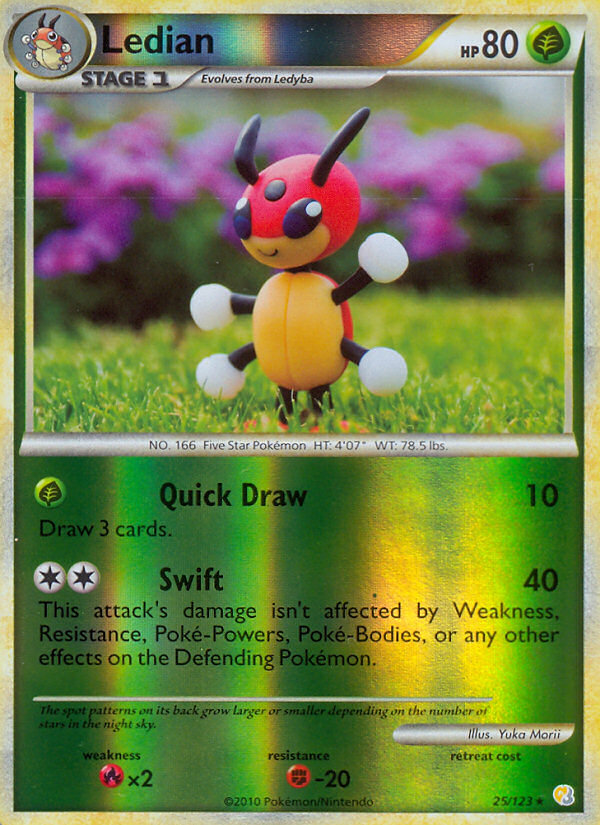 Ledian
HP 80
STAGE 1
Evolves from Ledyba
NO. 166 Five Star Pokémon HT: 4'07" WT: 78.5 lbs.
Quick Draw 10
Draw 3 cards.
Swift 40
This attack's damage isn't affected by Weakness,
Resistance, Poké-Powers, Poké-Bodies, or any other
effects on the Defending Pokémon.
The spot patterns on its back grow larger or smaller depending on the number of
stars in the night sky.
Illus. Yuka Morii
weakness resistance retreat cost
×2 -20
©2010 Pokémon/Nintendo 25/123 ★